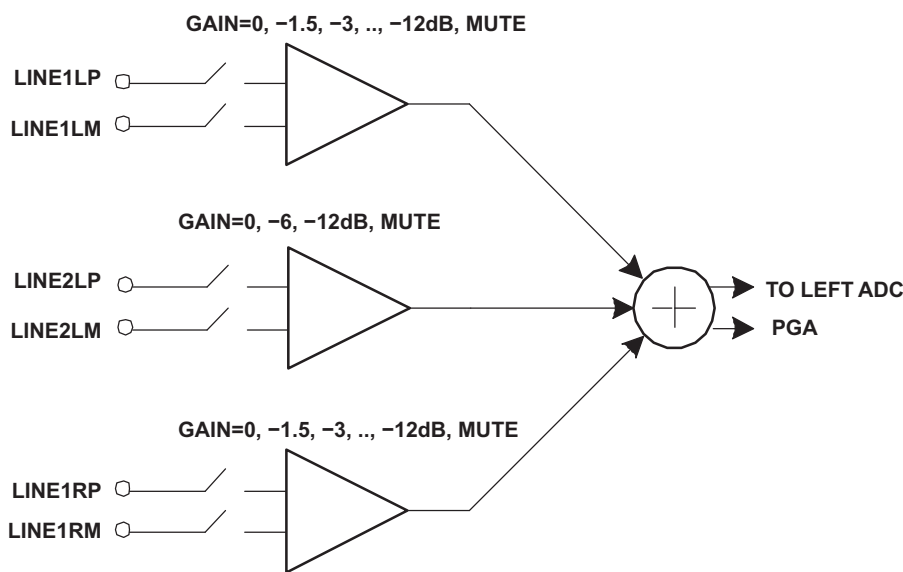 GAIN=0, −1.5, −3, .., −12dB, MUTE
LINE1LP
LINE1LM
GAIN=0, −6, −12dB, MUTE
LINE2LP
LINE2LM
TO LEFT ADC
PGA
GAIN=0, −1.5, −3, .., −12dB, MUTE
LINE1RP
LINE1RM